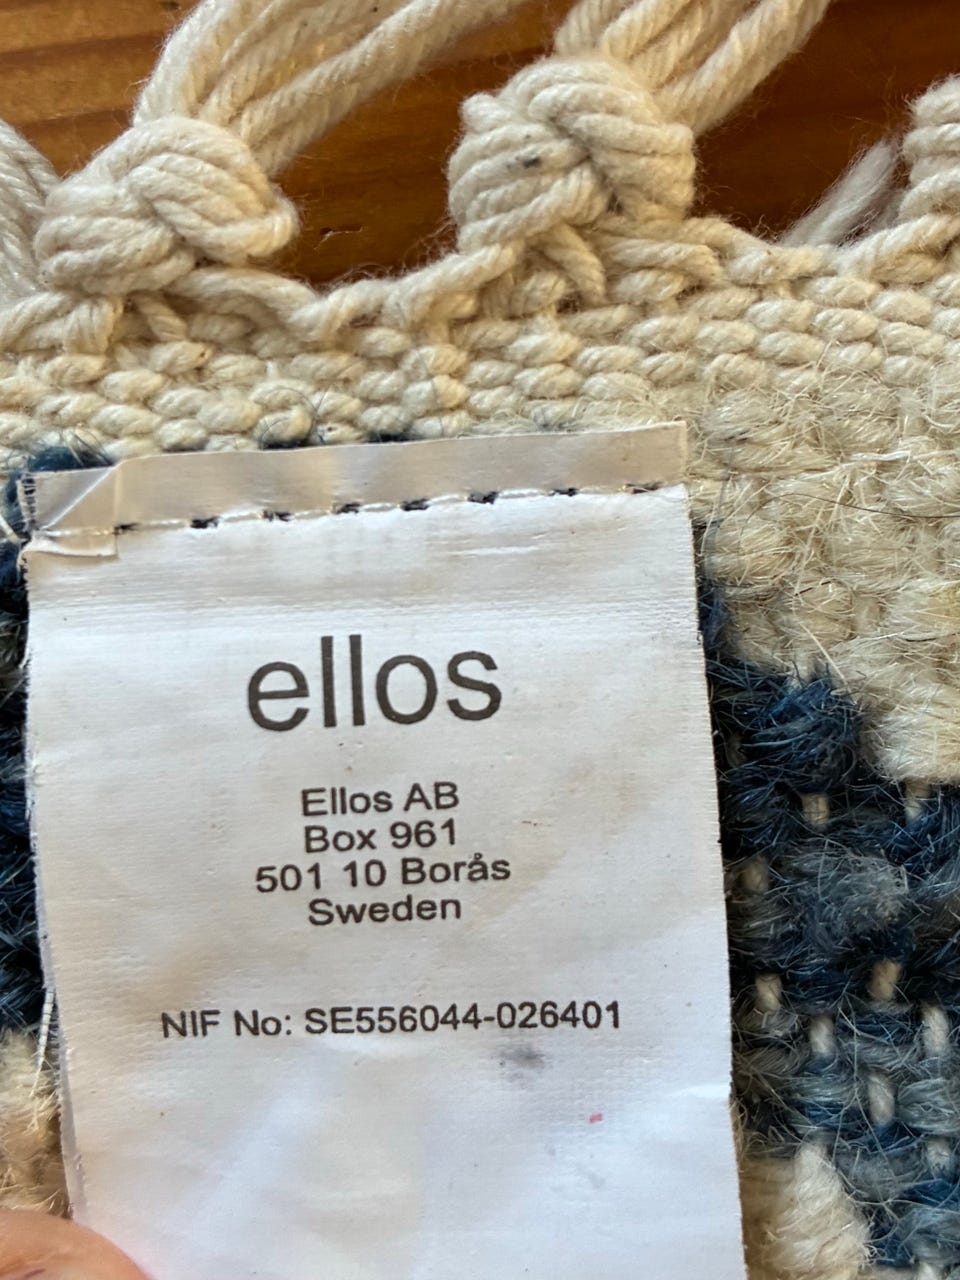 ellos
Ellos AB
Box 961
501 10 Borås
Sweden
NIF No: SE556044-026401